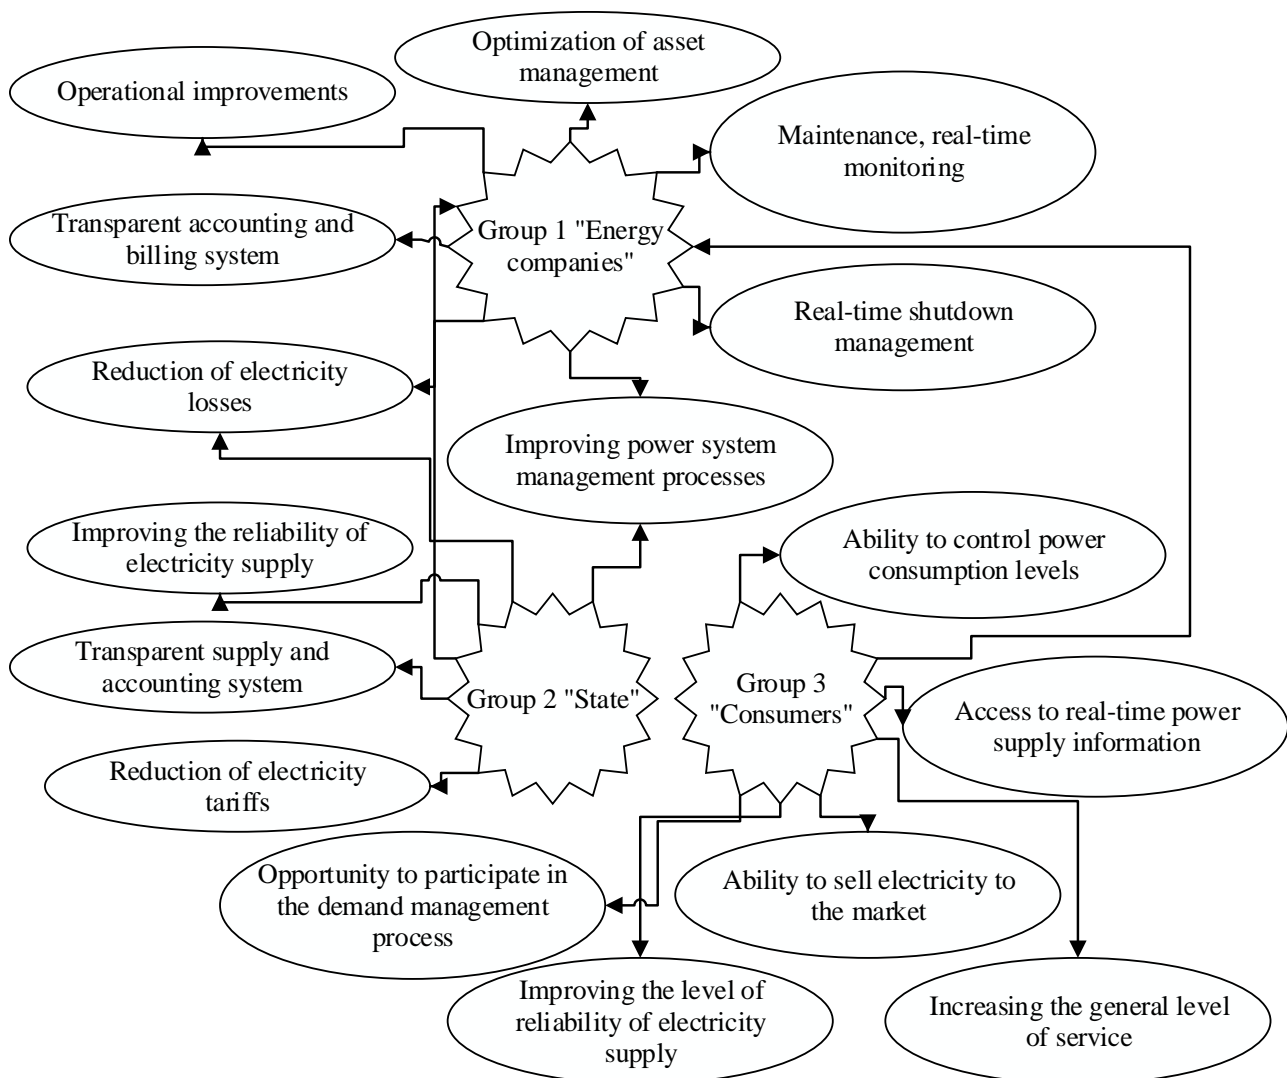 Optimization of asset
management
Operational improvements
Maintenance, real-time
monitoring
Transparent accounting and
billing system
Group 1 "Energy
companies"
Real-time shutdown
management
Reduction of electricity
losses
Improving power system
management processes
Improving the reliability of
electricity supply
Ability to control power
consumption levels
Transparent supply and
accounting system
Group 2 "State"
Group 3
"Consumers"
Access to real-time power
supply information
Reduction of electricity
tariffs
Opportunity to participate in
the demand management
process
Ability to sell electricity to
the market
Improving the level of
reliability of electricity
supply
Increasing the general level
of service